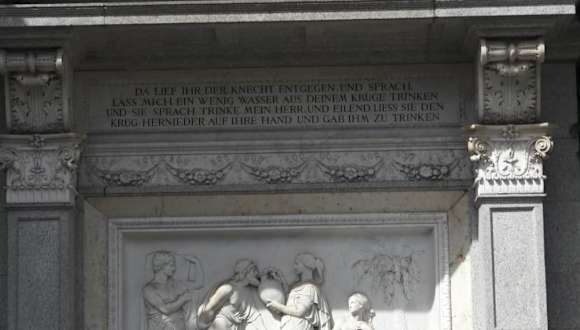 DA LIEF IHR DER KNECHT ENTGEGEN UND SPRACH
LASS MICH EIN WENIG WASSER AUS DEINEM KRUGE TRINKEN
UND SIE SPRACH TRINKE MEIN HERR UND EILEND LIESS SIE DEN
KRUG HERNIEDER AUF IHRE HAND UND GAB IHM ZU TRINKEN